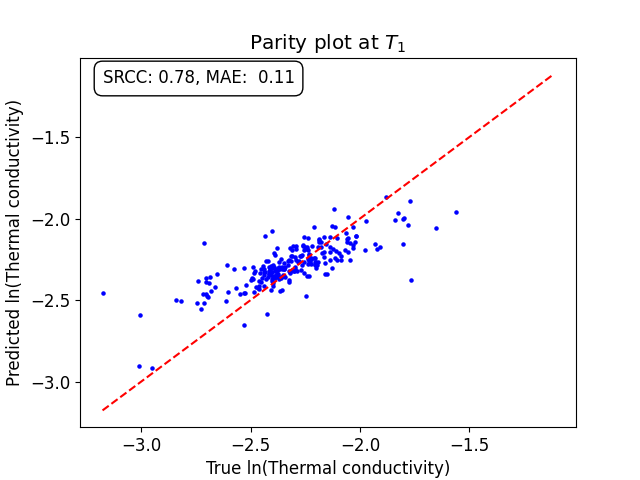 Parity plot at T₁
SRCC: 0.78, MAE:  0.11
Predicted ln(Thermal conductivity)
−1.5
−2.0
−2.5
−3.0
−3.0 −2.5 −2.0 −1.5
True ln(Thermal conductivity)